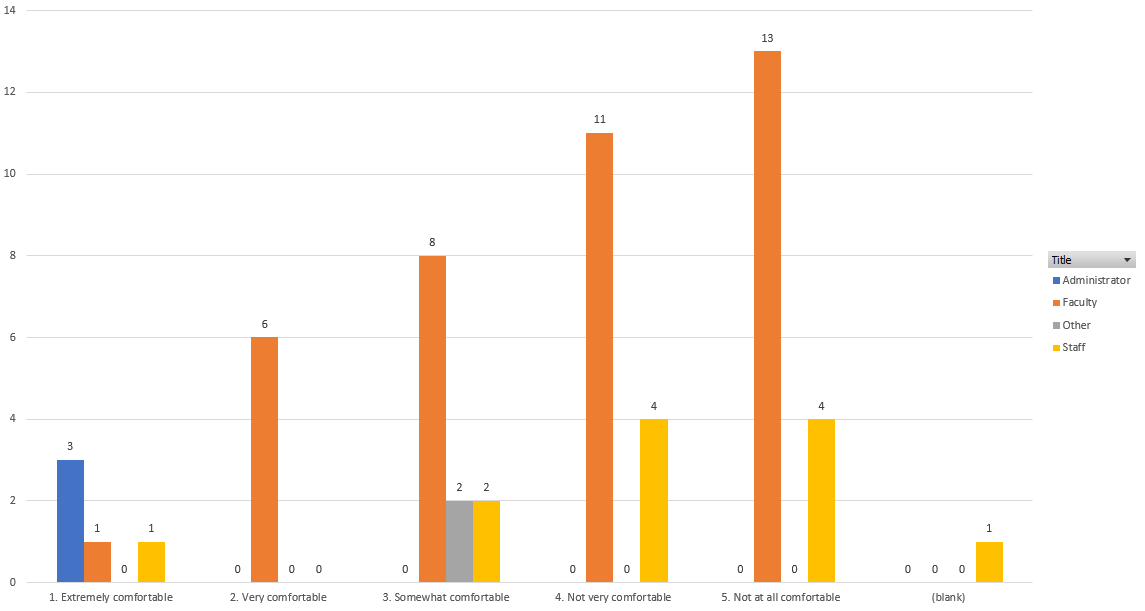 14
12
10
8
6
4
2
0
3
1
0
1
0
6
0
0
0
8
2
2
0
11
0
4
0
13
0
4
0
0
0
1
1. Extremely comfortable
2. Very comfortable
3. Somewhat comfortable
4. Not very comfortable
5. Not at all comfortable
(blank)
Title
Administrator
Faculty
Other
Staff